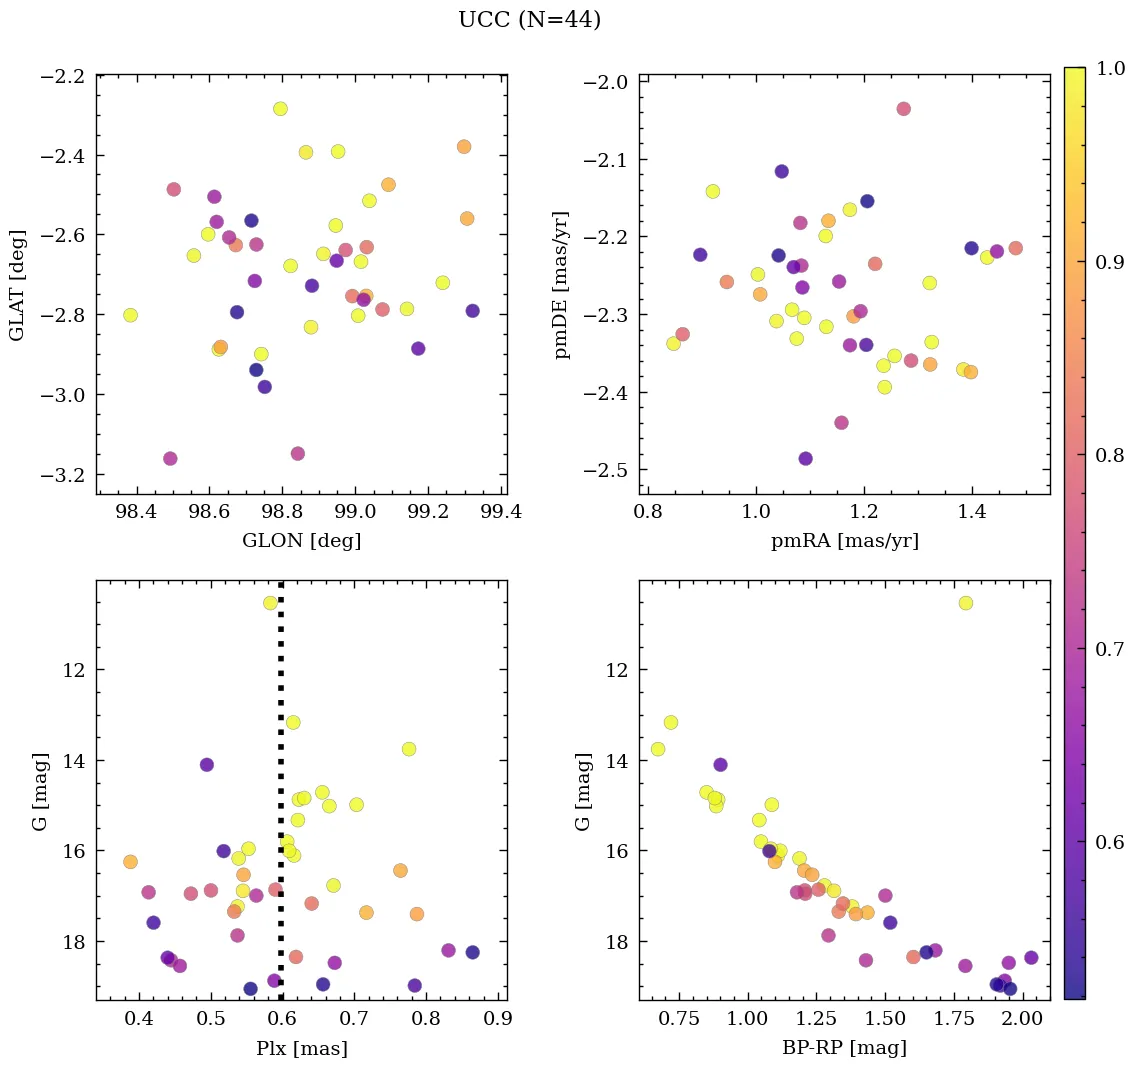 UCC (N=44)
−2.2
−2.4
−2.6
−2.8
−3.0
−3.2
GLAT [deg]
98.4 98.6 98.8 99.0 99.2 99.4
GLON [deg]
−2.0
−2.1
−2.2
−2.3
−2.4
−2.5
pmDE [mas/yr]
0.8 1.0 1.2 1.4
pmRA [mas/yr]
12
14
16
18
G [mag]
0.4 0.5 0.6 0.7 0.8 0.9
Plx [mas]
12
14
16
18
G [mag]
0.75 1.00 1.25 1.50 1.75 2.00
BP-RP [mag]
1.0
0.9
0.8
0.7
0.6